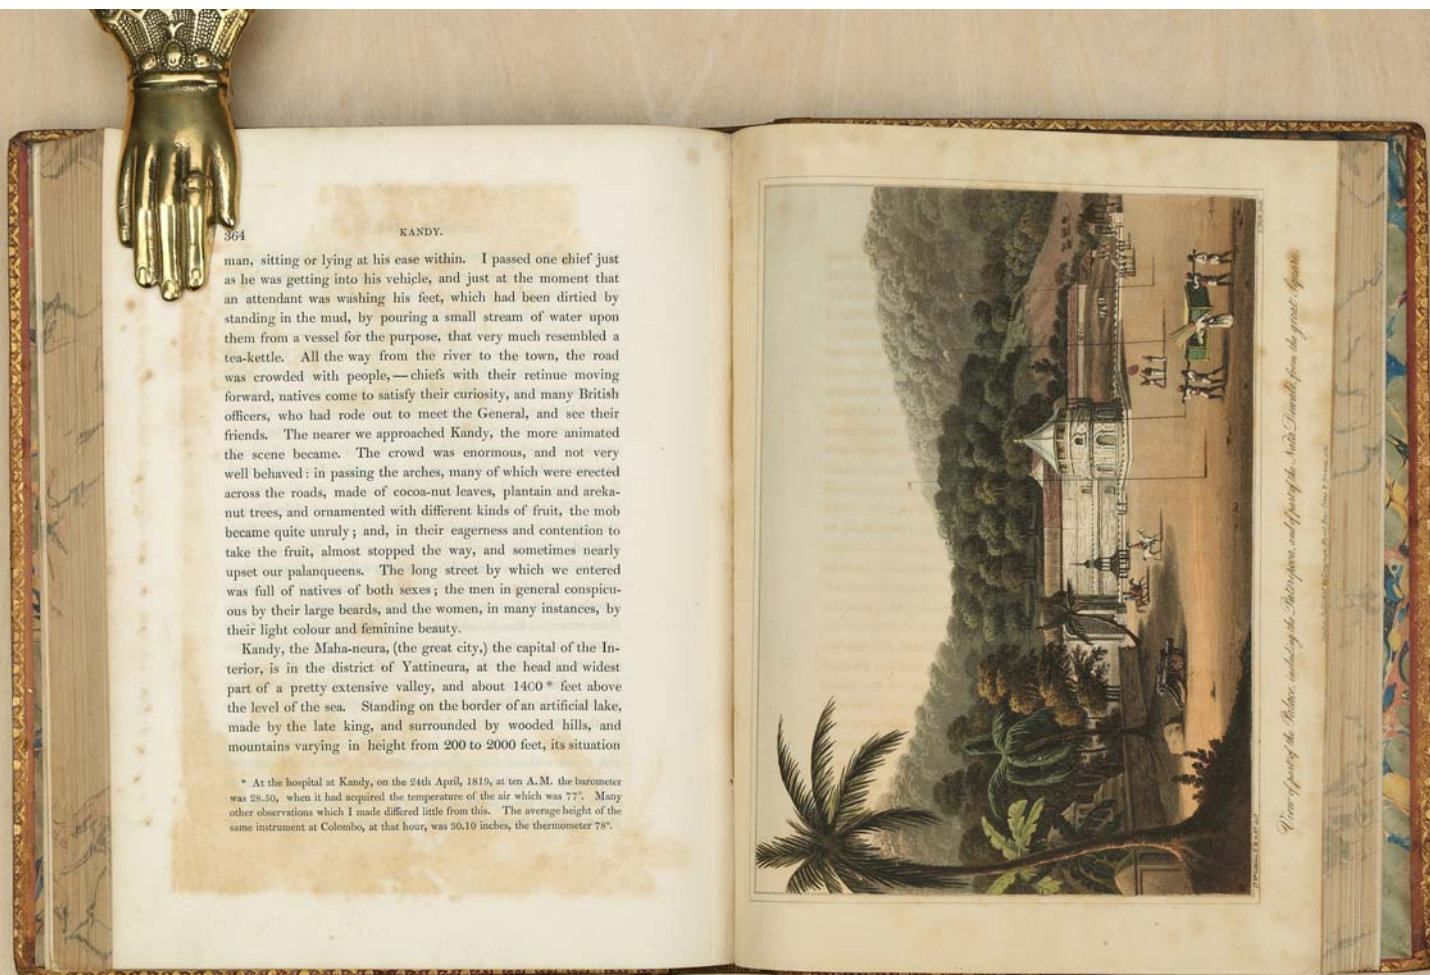 364
KANDY.
man, sitting or lying at his ease within. I passed one chief just
as he was getting into his vehicle, and just at the moment that
an attendant was washing his feet, which had been dirtied by
standing in the mud, by pouring a small stream of water upon
them from a vessel for the purpose, that very much resembled a
tea-kettle. All the way from the river to the town, the road
was crowded with people,—chiefs with their retinue moving
forward, natives come to satisfy their curiosity, and many British
officers, who had rode out to meet the General, and see their
friends. The nearer we approached Kandy, the more animated
the scene became. The crowd was enormous, and not very
well behaved: in passing the arches, many of which were erected
across the roads, made of cocoa-nut leaves, plantain and areka-
nut trees, and ornamented with different kinds of fruit, the mob
became quite unruly; and, in their eagerness and contention to
take the fruit, almost stopped the way, and sometimes nearly
upset our palanqueens. The long street by which we entered
was full of natives of both sexes; the men in general conspicu-
ous by their large beards, and the women, in many instances, by
their light colour and feminine beauty.
Kandy, the Maha-neura, (the great city,) the capital of the In-
terior, is in the district of Yattineura, at the head and widest
part of a pretty extensive valley, and about 1400* feet above
the level of the sea. Standing on the border of an artificial lake,
made by the late king, and surrounded by wooded hills, and
mountains varying in height from 200 to 2000 feet, its situation
* At the hospital at Kandy, on the 24th April, 1819, at ten A.M. the barometer
was 28.50, when it had acquired the temperature of the air which was 77°. Many
other observations which I made differed little from this. The average height of the
same instrument at Colombo, at that hour, was 30.10 inches, the thermometer 78°.
View of part of the Palace, including the Pateripooa, and of part of the Nata Dewale, from the great Square.